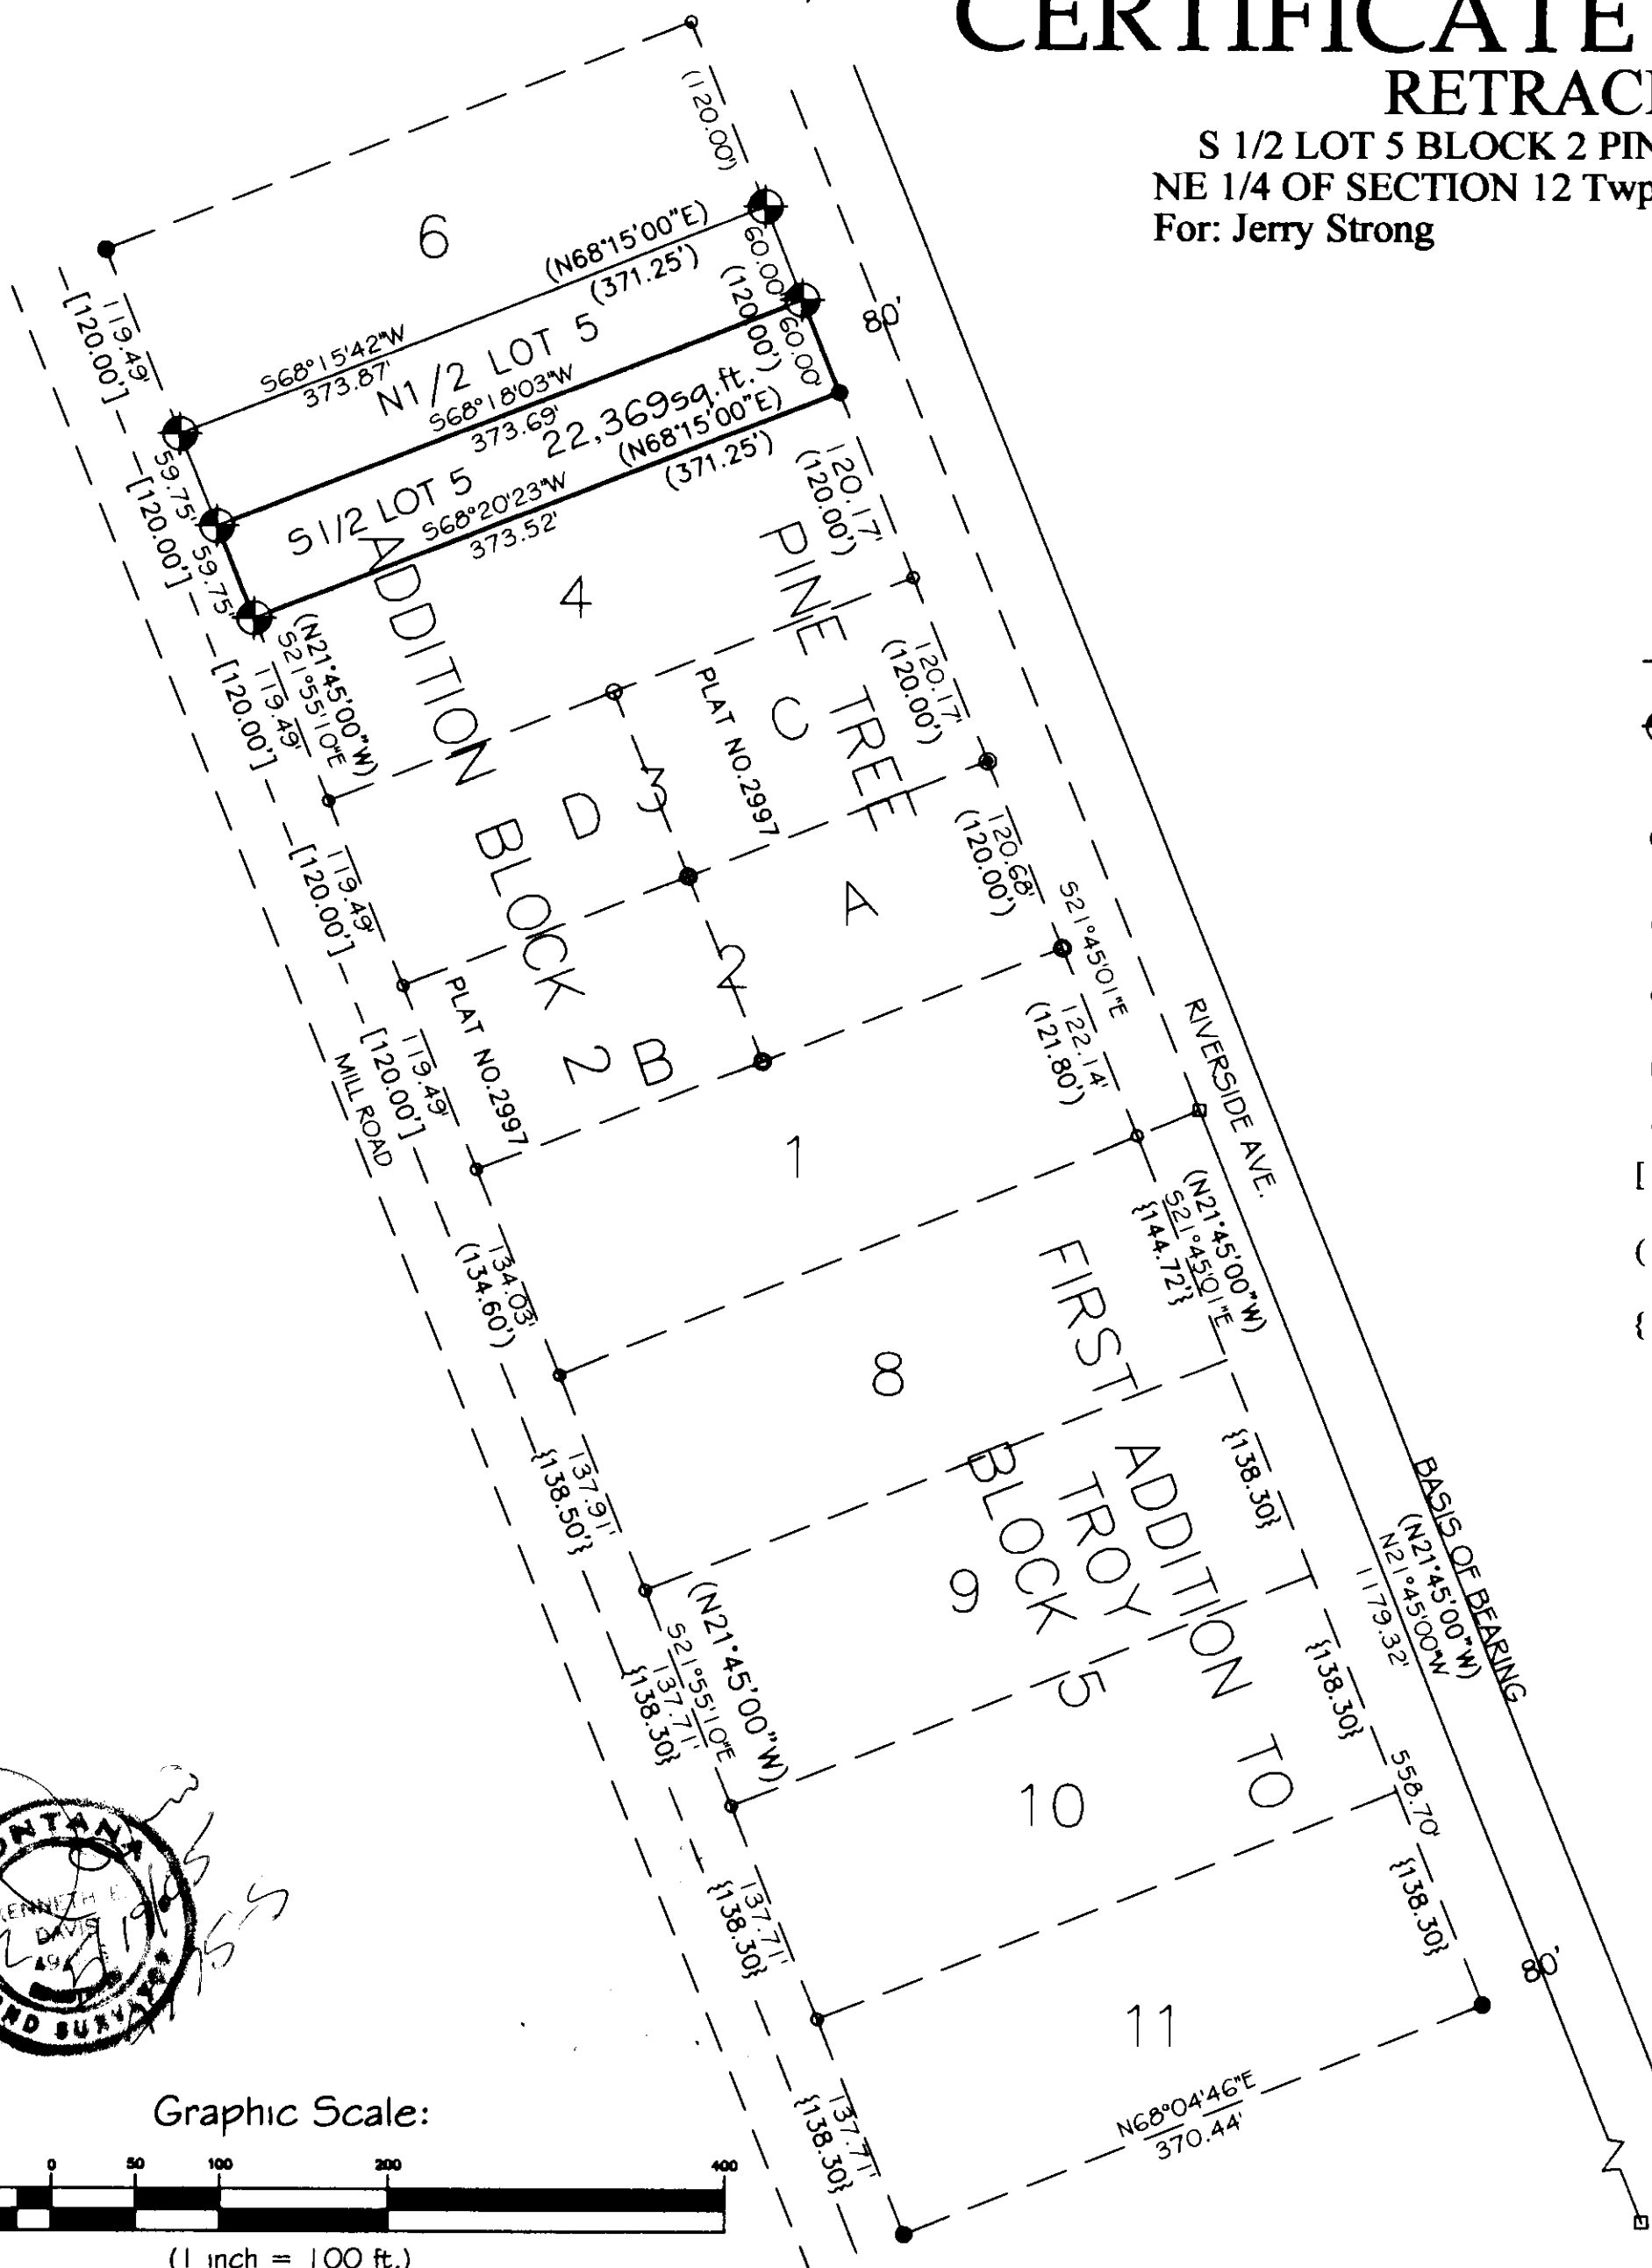 CERTIFICATE
RETRAC
S 1/2 LOT 5 BLOCK 2 PIN
NE 1/4 OF SECTION 12 Twp
For: Jerry Strong
(120.00')
6
(N68°15'00"E)
(371.25')
60.00'
(120.00')
60.00'
80'
119.49'
[120.00']
S68°15'42"W
373.87'
N1/2 LOT 5
S68°18'03"W
373.69'
22,369sq.ft.
59.75'
[120.00']
59.75'
S1/2 LOT 5
(N68°15'00"E)
(371.25')
S68°20'23"W
373.52'
120.17'
(120.00')
4
(N21°45'00"W)
S21°55'10"E
119.49'
[120.00']
PINE TREE
ADDITION
BLOCK 2
C
PLAT NO.2997
120.17'
(120.00')
D
3
119.49'
[120.00']
A
120.68'
(120.00')
S21°45'01"E
2
B
PLAT NO.2997
119.49'
[120.00']
MILL ROAD
122.14'
(121.80')
RIVERSIDE AVE.
1
134.03'
(134.60')
(N21°45'00"W)
S21°45'01"E
{144.72'}
8
FIRST
ADDITION TO
TROY
BLOCK 5
137.91'
{138.50'}
{138.30}
9
BASIS OF BEARING
(N21°45'00"W)
N21°45'00"W
1179.32'
(N21°45'00"W)
S21°55'10"E
137.71'
{138.30}
{138.30}
10
558.70'
{138.30}
137.71'
{138.30}
80'
11
N68°04'46"E
370.44'
137.71'
{138.30}
ONTANA
KENNETH E.
DAVIS
ND SURVEYOR
Graphic Scale:
0 50 100 200 400
(1 inch = 100 ft.)